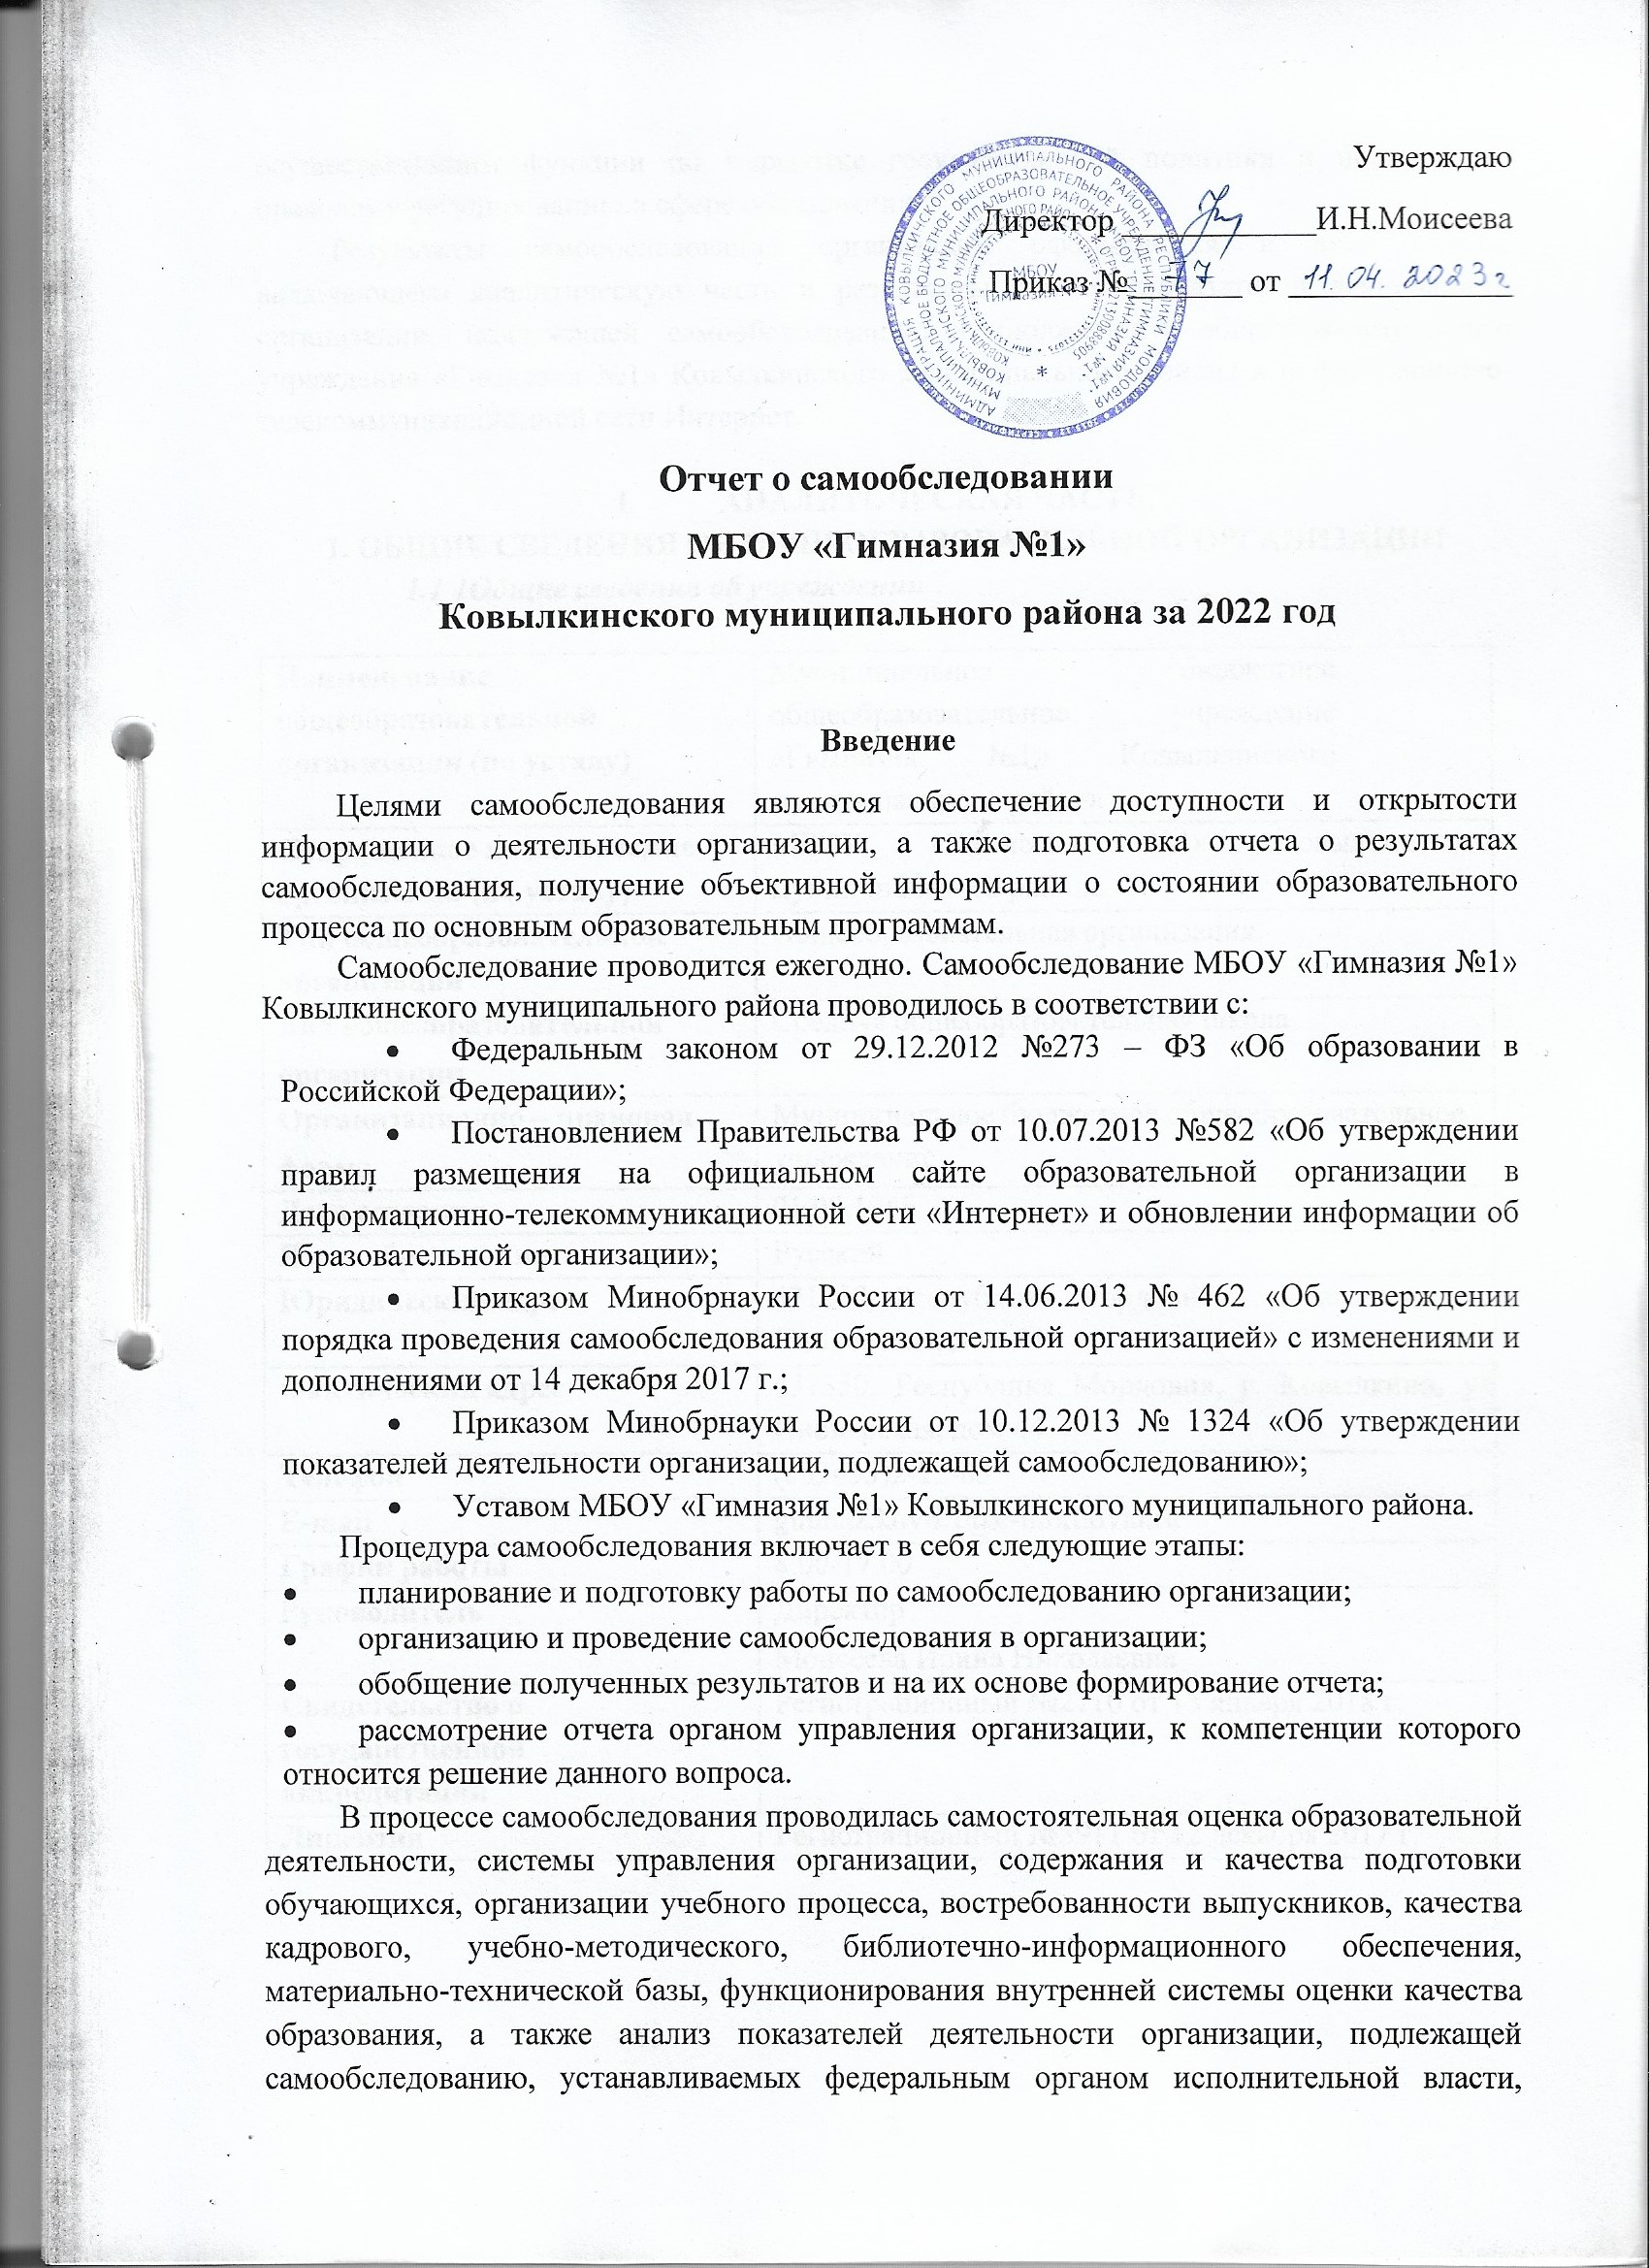 Утверждаю
Директор ____________И.Н.Моисеева
Приказ № 77 от 11.04.2023г
МБОУ
"Гимназия №1"
Отчет о самообследовании
МБОУ «Гимназия №1»
Ковылкинского муниципального района за 2022 год
Введение
Целями самообследования являются обеспечение доступности и открытости
информации о деятельности организации, а также подготовка отчета о результатах
самообследования, получение объективной информации о состоянии образовательного
процесса по основным образовательным программам.
Самообследование проводится ежегодно. Самообследование МБОУ «Гимназия №1»
Ковылкинского муниципального района проводилось в соответствии с:
• Федеральным законом от 29.12.2012 №273 – ФЗ «Об образовании в
Российской Федерации»;
• Постановлением Правительства РФ от 10.07.2013 №582 «Об утверждении
правил размещения на официальном сайте образовательной организации в
информационно-телекоммуникационной сети «Интернет» и обновлении информации об
образовательной организации»;
• Приказом Минобрнауки России от 14.06.2013 № 462 «Об утверждении
порядка проведения самообследования образовательной организацией» с изменениями и
дополнениями от 14 декабря 2017 г.;
• Приказом Минобрнауки России от 10.12.2013 № 1324 «Об утверждении
показателей деятельности организации, подлежащей самообследованию»;
• Уставом МБОУ «Гимназия №1» Ковылкинского муниципального района.
Процедура самообследования включает в себя следующие этапы:
• планирование и подготовку работы по самообследованию организации;
• организацию и проведение самообследования в организации;
• обобщение полученных результатов и на их основе формирование отчета;
• рассмотрение отчета органом управления организации, к компетенции которого
относится решение данного вопроса.
В процессе самообследования проводилась самостоятельная оценка образовательной
деятельности, системы управления организации, содержания и качества подготовки
обучающихся, организации учебного процесса, востребованности выпускников, качества
кадрового, учебно-методического, библиотечно-информационного обеспечения,
материально-технической базы, функционирования внутренней системы оценки качества
образования, а также анализ показателей деятельности организации, подлежащей
самообследованию, устанавливаемых федеральным органом исполнительной власти,